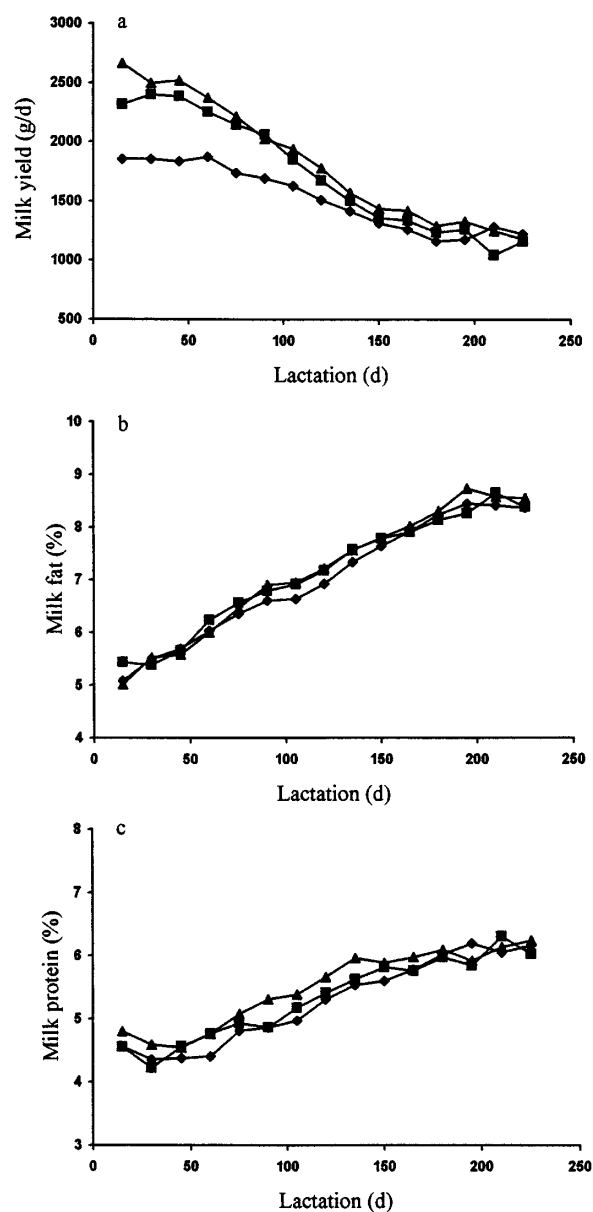 a
3000
2500
2000
1500
1000
500
Milk yield (g/d)
0 50 100 150 200 250
Lactation (d)
b
10
9
8
7
6
5
4
Milk fat (%)
0 50 100 150 200 250
Lactation (d)
c
8
7
6
5
4
3
Milk protein (%)
0 50 100 150 200 250
Lactation (d)